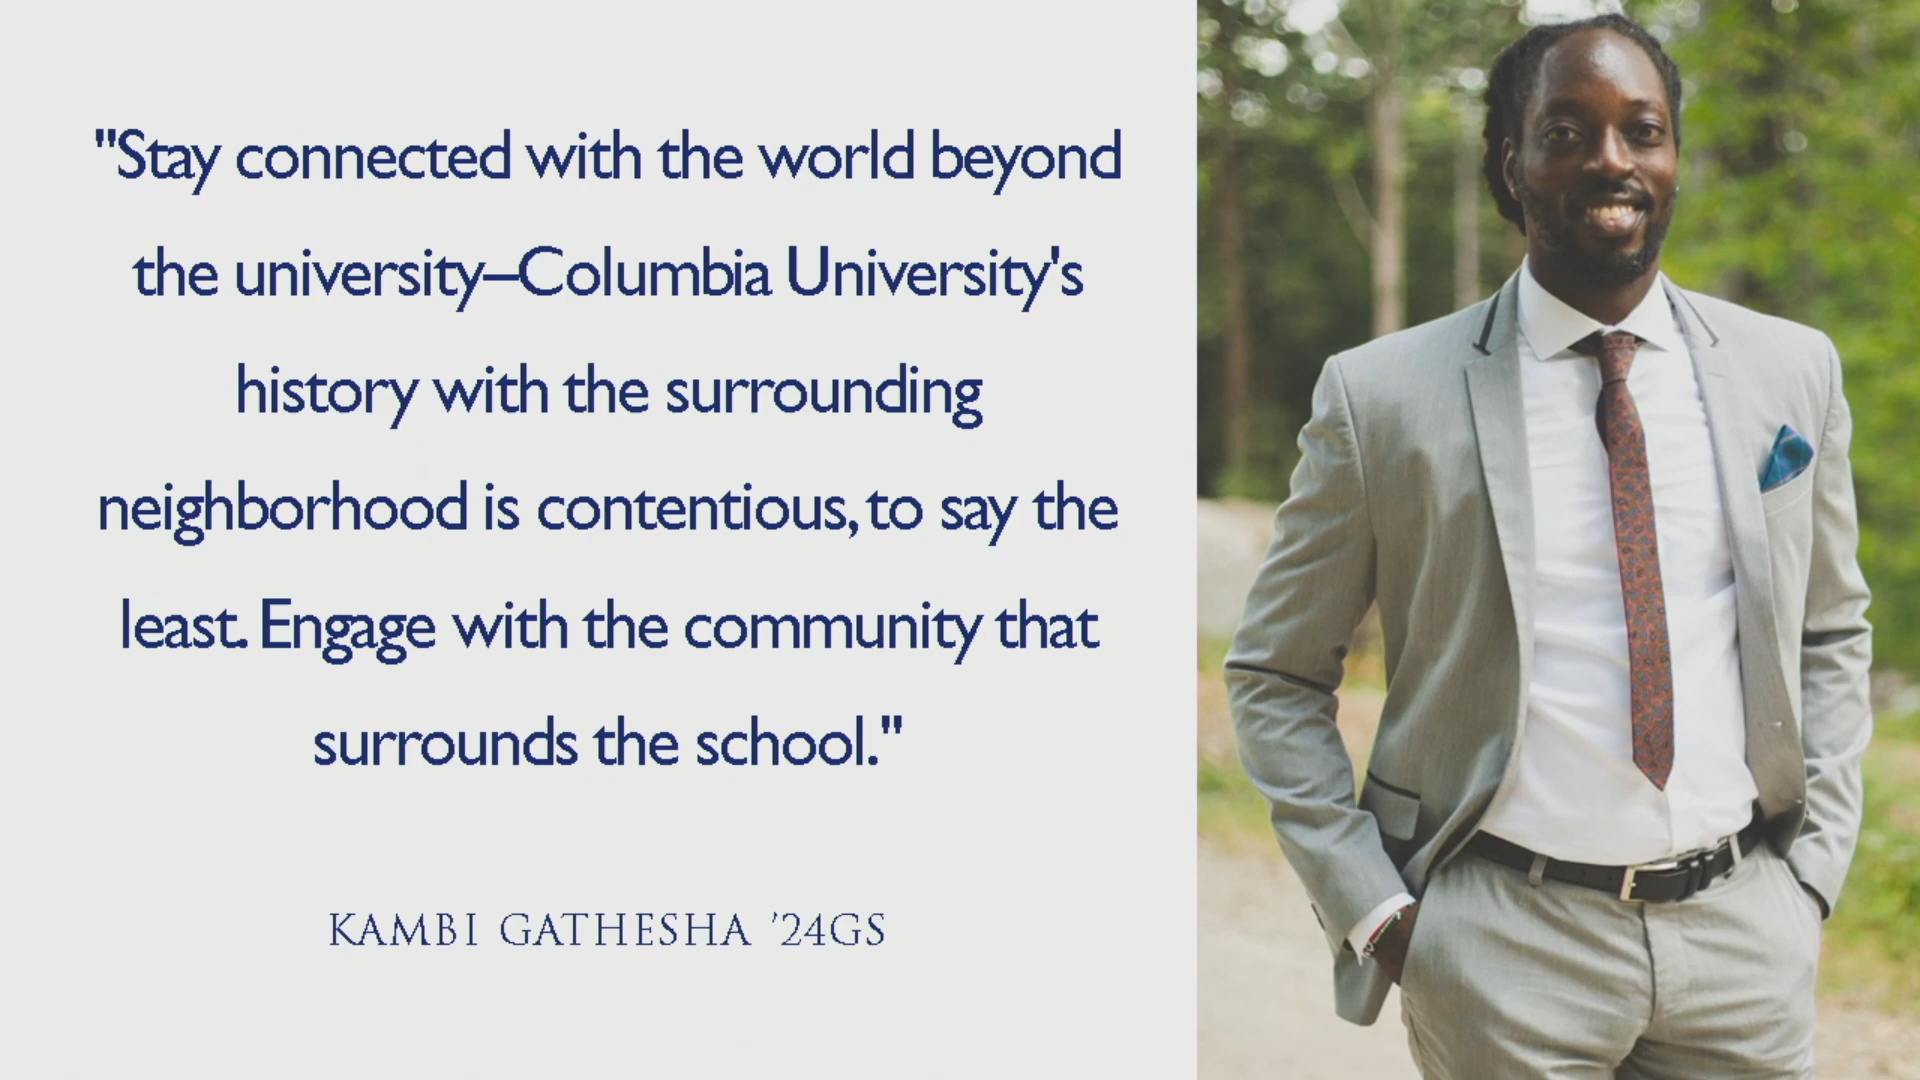 "Stay connected with the world beyond
the university–Columbia University's
history with the surrounding
neighborhood is contentious, to say the
least. Engage with the community that
surrounds the school."
KAMBI GATHESHA '24GS